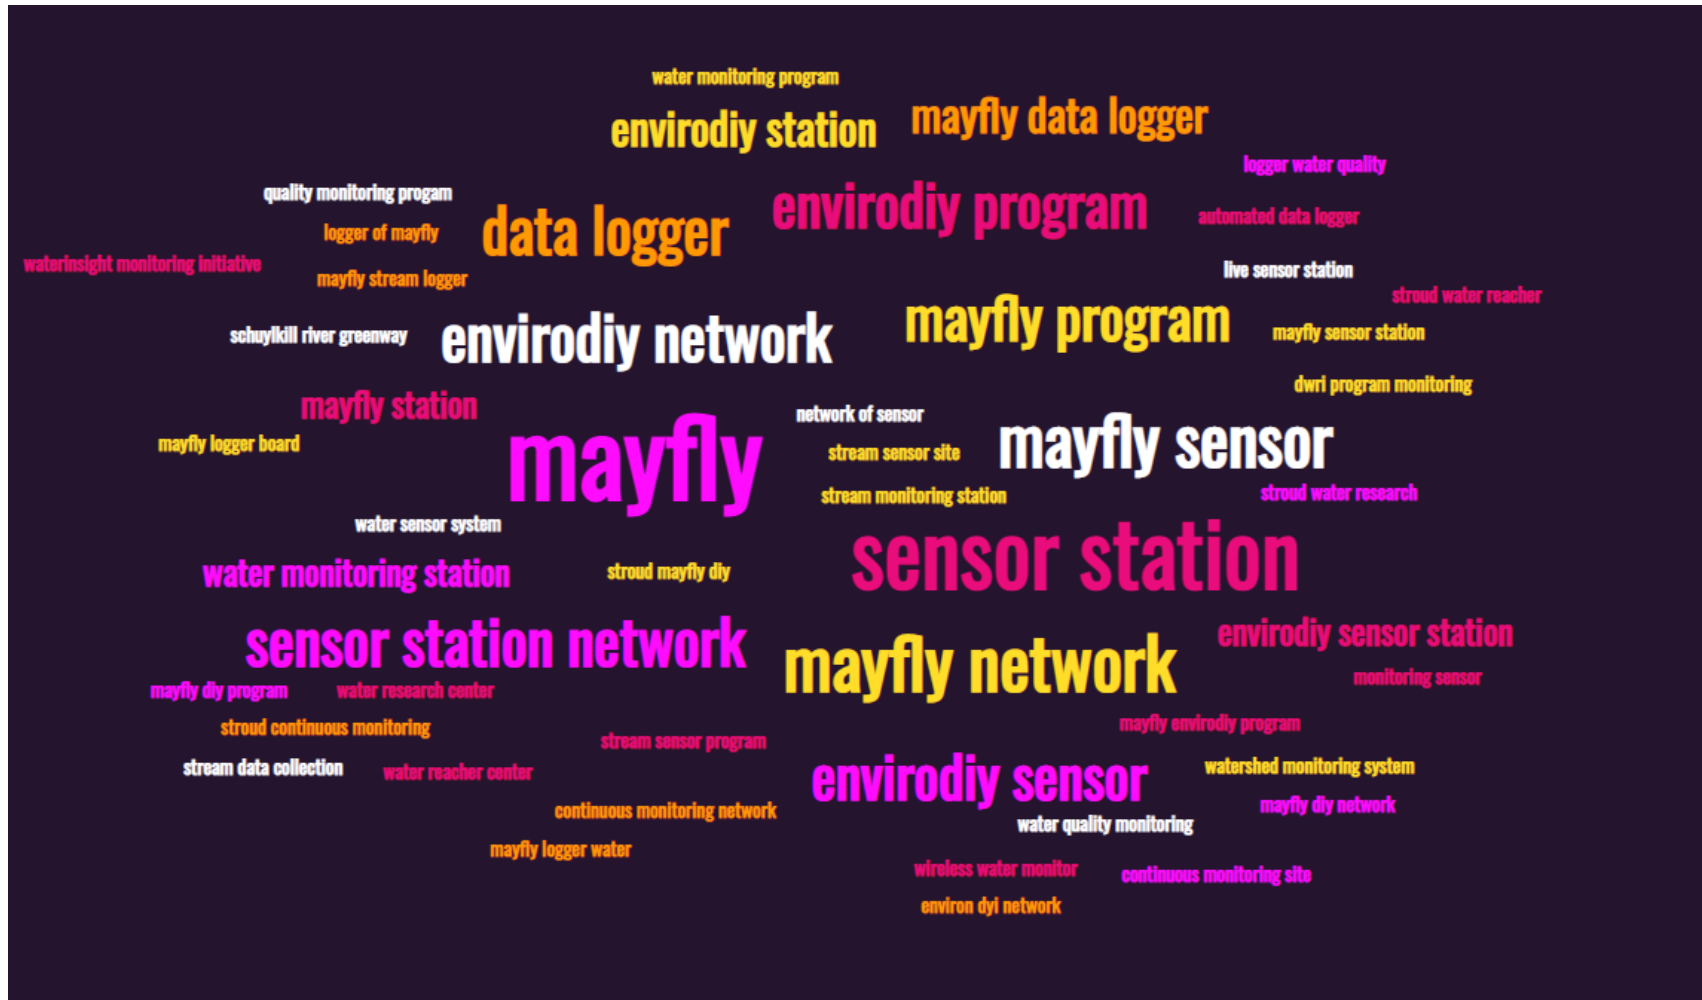 water monitoring program
envirodiy station
mayfly data logger
logger water quality
quality monitoring progam
envirodiy program
automated data logger
logger of mayfly
data logger
waterinsight monitoring initiative
mayfly stream logger
live sensor station
stroud water reacher
schuylkill river greenway
envirodiy network
mayfly program
mayfly sensor station
dwri program monitoring
mayfly station
network of sensor
mayfly logger board
mayfly
stream sensor site
mayfly sensor
stream monitoring station
stroud water research
water sensor system
sensor station
water monitoring station
stroud mayfly diy
sensor station network
mayfly network
envirodiy sensor station
mayfly diy program
water research center
monitoring sensor
stroud continuous monitoring
mayfly envirodiy program
stream sensor program
stream data collection
water reacher center
envirodiy sensor
watershed monitoring system
continuous monitoring network
mayfly diy network
water quality monitoring
mayfly logger water
wireless water monitor
continuous monitoring site
environ dyi network